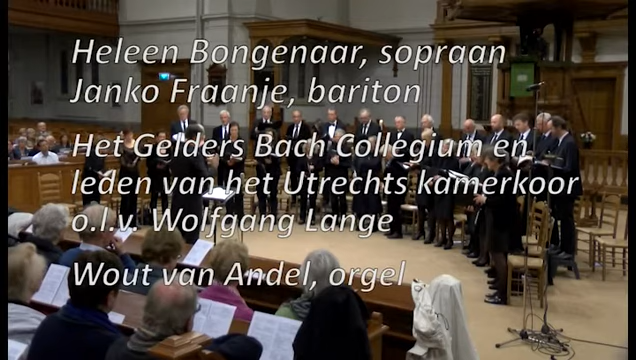 Heleen Bongenaar, sopraan
Janko Fraanje, bariton
Het Gelders Bach Collegium en
leden van het Utrechts kamerkoor
o.l.v. Wolfgang Lange
Wout van Andel, orgel